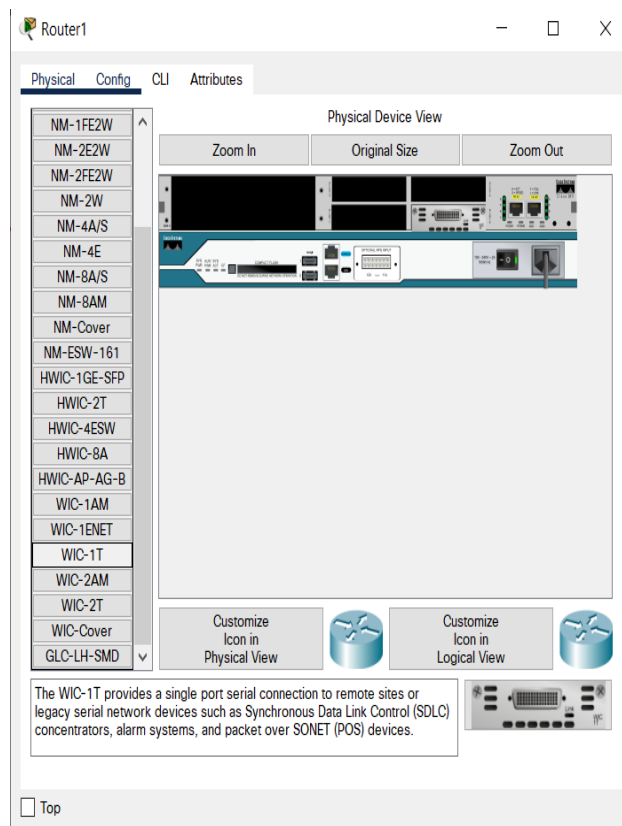 Router1
Physical Config CLI Attributes
Physical Device View
Zoom In Original Size Zoom Out
NM-1FE2W
NM-2E2W
NM-2FE2W
NM-2W
NM-4A/S
NM-4E
NM-8A/S
NM-8AM
NM-Cover
NM-ESW-161
HWIC-1GE-SFP
HWIC-2T
HWIC-4ESW
HWIC-8A
HWIC-AP-AG-B
WIC-1AM
WIC-1ENET
WIC-1T
WIC-2AM
WIC-2T
WIC-Cover
GLC-LH-SMD
COMPACT FLASH
Customize
Icon in
Physical View
Customize
Icon in
Logical View
The WIC-1T provides a single port serial connection to remote sites or
legacy serial network devices such as Synchronous Data Link Control (SDLC)
concentrators, alarm systems, and packet over SONET (POS) devices.
Link
WIC
1T
Top